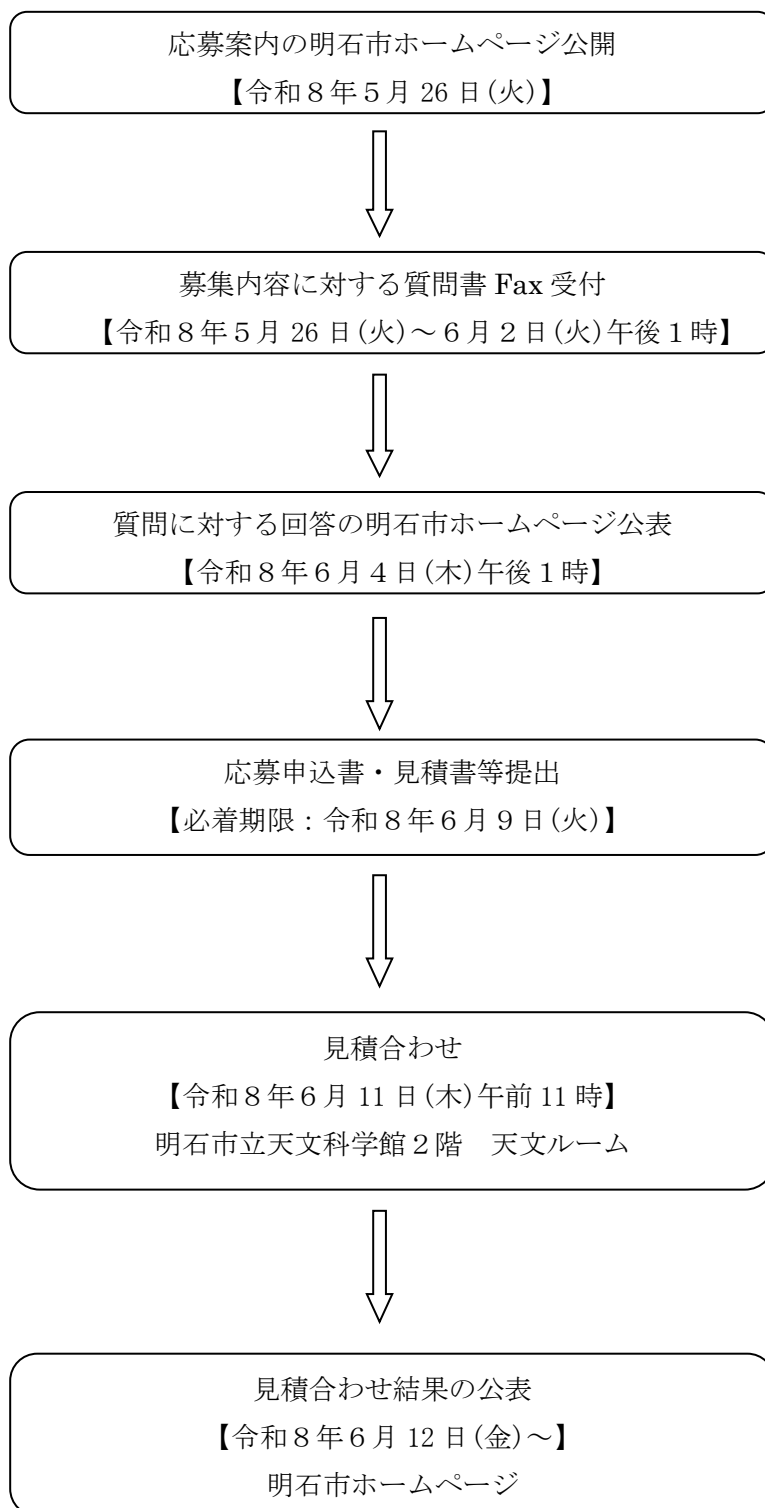 応募案内の明石市ホームページ公開
【令和８年５月 26 日(火)】
募集内容に対する質問書 Fax 受付
【令和８年５月 26 日(火)～６月２日(火)午後１時】
質問に対する回答の明石市ホームページ公表
【令和８年６月４日(木)午後１時】
応募申込書・見積書等提出
【必着期限：令和８年６月９日(火)】
見積合わせ
【令和８年６月 11 日(木)午前 11 時】
明石市立天文科学館２階　天文ルーム
見積合わせ結果の公表
【令和８年６月 12 日(金)～】
明石市ホームページ